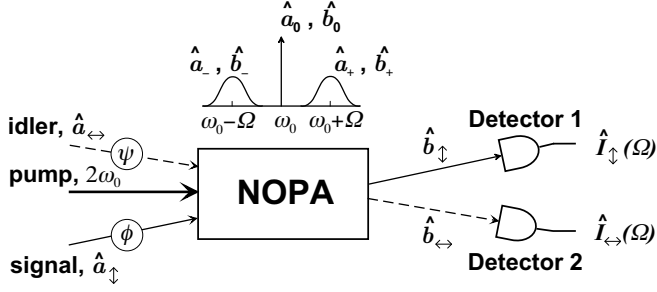 â₀ , b̂₀
â₋ , b̂₋
â₊ , b̂₊
ω₀−Ω ω₀ ω₀+Ω
idler, â↔
ψ
pump, 2ω₀
NOPA
ϕ
signal, â↕
b̂↕
b̂↔
Detector 1
Î↕(Ω)
Î↔(Ω)
Detector 2